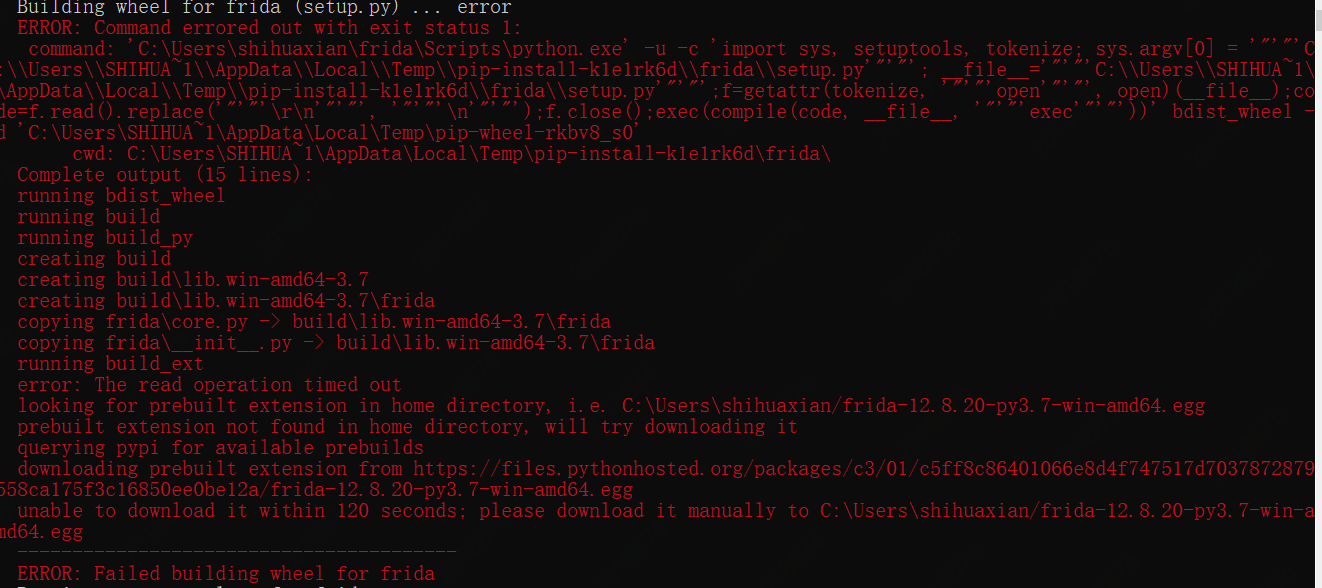 Building wheel for frida (setup.py) ... error
ERROR: Command errored out with exit status 1:
command: 'C:\Users\shihuaxian\frida\Scripts\python.exe' -u -c 'import sys, setuptools, tokenize; sys.argv[0] = '"'"'C
:\\Users\\SHIHUA~1\\AppData\\Local\\Temp\\pip-install-k1e1rk6d\\frida\\setup.py'"'"'; __file__='"'"'C:\\Users\\SHIHUA~1\
\AppData\\Local\\Temp\\pip-install-k1e1rk6d\\frida\\setup.py'"'"';f=getattr(tokenize, '"'"'open'"'"', open)(__file__);co
de=f.read().replace('"'"'\r\n'"'"', '"'"'\n'"'"');f.close();exec(compile(code, __file__, '"'"'exec'"'"'))' bdist_wheel -
d 'C:\Users\SHIHUA~1\AppData\Local\Temp\pip-wheel-rkbv8_s0'
cwd: C:\Users\SHIHUA~1\AppData\Local\Temp\pip-install-k1e1rk6d\frida\
Complete output (15 lines):
running bdist_wheel
running build
running build_py
creating build
creating build\lib.win-amd64-3.7
creating build\lib.win-amd64-3.7\frida
copying frida\core.py -> build\lib.win-amd64-3.7\frida
copying frida\__init__.py -> build\lib.win-amd64-3.7\frida
running build_ext
error: The read operation timed out
looking for prebuilt extension in home directory, i.e. C:\Users\shihuaxian/frida-12.8.20-py3.7-win-amd64.egg
prebuilt extension not found in home directory, will try downloading it
querying pypi for available prebuilds
downloading prebuilt extension from https://files.pythonhosted.org/packages/c3/01/c5ff8c86401066e8d4f747517d7037872879
558ca175f3c16850ee0be12a/frida-12.8.20-py3.7-win-amd64.egg
unable to download it within 120 seconds; please download it manually to C:\Users\shihuaxian/frida-12.8.20-py3.7-win-a
md64.egg
----------------------------------------
ERROR: Failed building wheel for frida